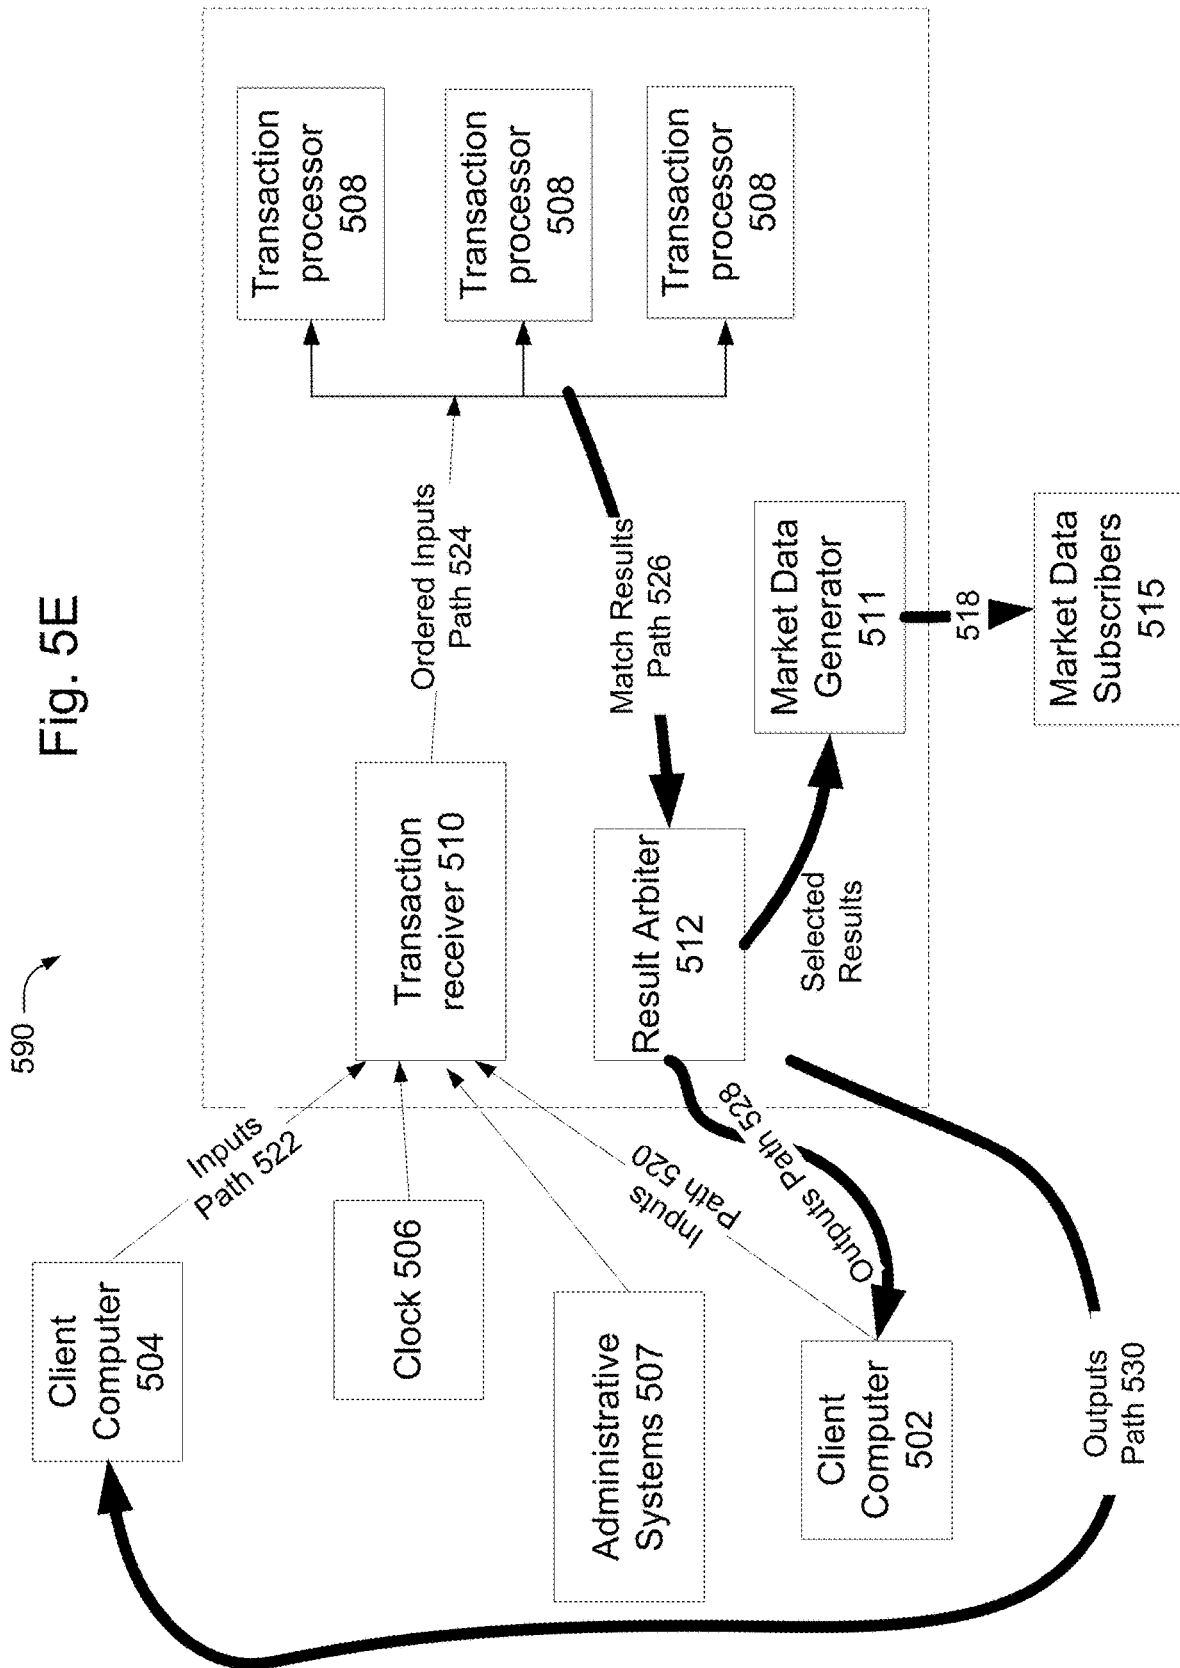 Fig. 5E
590
Client
Computer
504
Inputs
Path 522
Clock 506
Administrative
Systems 507
Inputs
Path 520
Client
Computer
502
Transaction
receiver 510
Ordered Inputs
Path 524
Transaction
processor
508
Transaction
processor
508
Transaction
processor
508
Match Results
Path 526
Result Arbiter
512
Outputs Path 528
Selected
Results
Market Data
Generator
511
518
Market Data
Subscribers
515
Outputs
Path 530